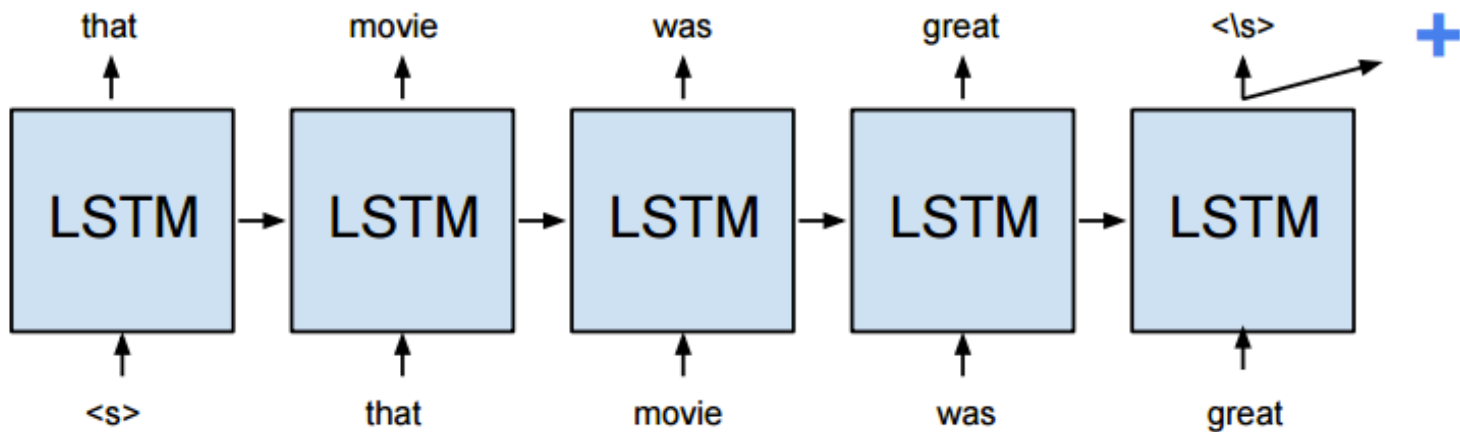 that movie was great <\s> +
LSTM LSTM LSTM LSTM LSTM
<s> that movie was great